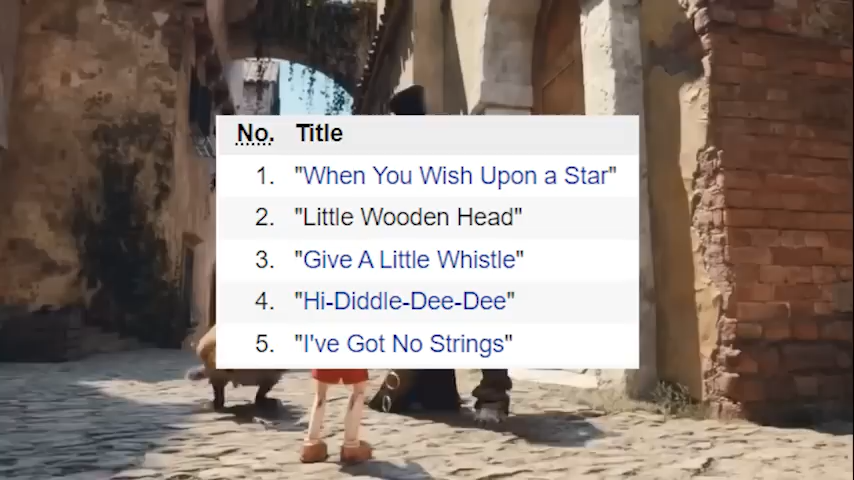 No. Title
1. "When You Wish Upon a Star"
2. "Little Wooden Head"
3. "Give A Little Whistle"
4. "Hi-Diddle-Dee-Dee"
5. "I've Got No Strings"